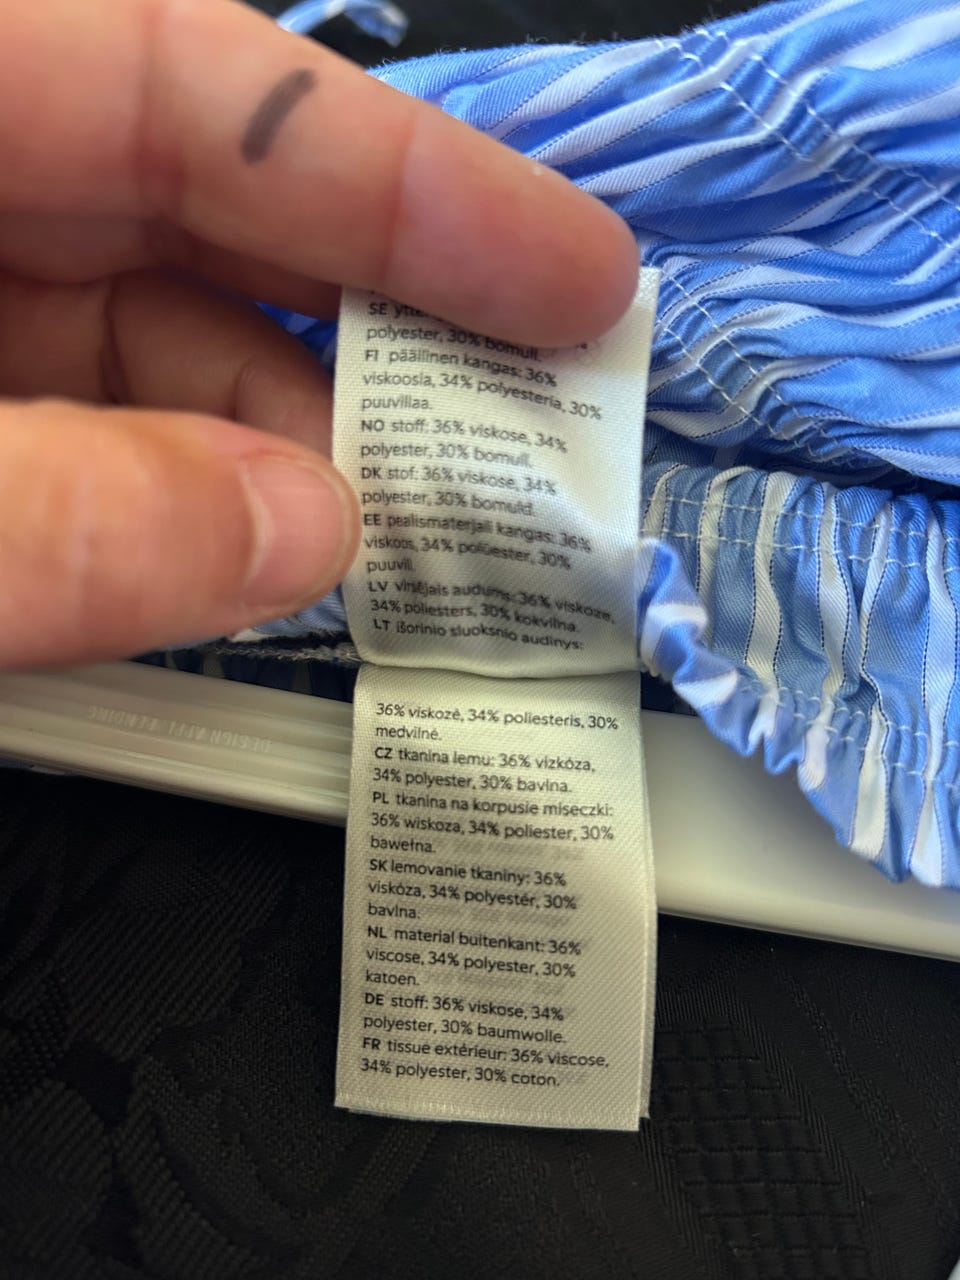 SE
polyester, 30% bomull.
FI päällinen kangas: 36%
viskoosia, 34% polyesteria, 30%
puuvillaa.
NO stoff: 36% viskose, 34%
polyester, 30% bomull.
DK stof: 36% viskose, 34%
polyester, 30% bomuld.
EE pealismaterjali kangas: 36%
viskoos, 34% polüester, 30%
puuvill.
LV virsējais audums: 36% viskoze,
34% poliesters, 30% kokvilna.
LT išorinio sluoksnio audinys:
36% viskozė, 34% poliesteris, 30%
medvilnė.
CZ tkanina lemu: 36% vizkóza,
34% polyester, 30% bavlna.
PL tkanina na korpusie miseczki:
36% wiskoza, 34% poliester, 30%
bawełna.
SK lemovanie tkaniny: 36%
viskóza, 34% polyestér, 30%
bavlna.
NL material buitenkant: 36%
viscose, 34% polyester, 30%
katoen.
DE stoff: 36% viskose, 34%
polyester, 30% baumwolle.
FR tissue extérieur: 36% viscose,
34% polyester, 30% coton.